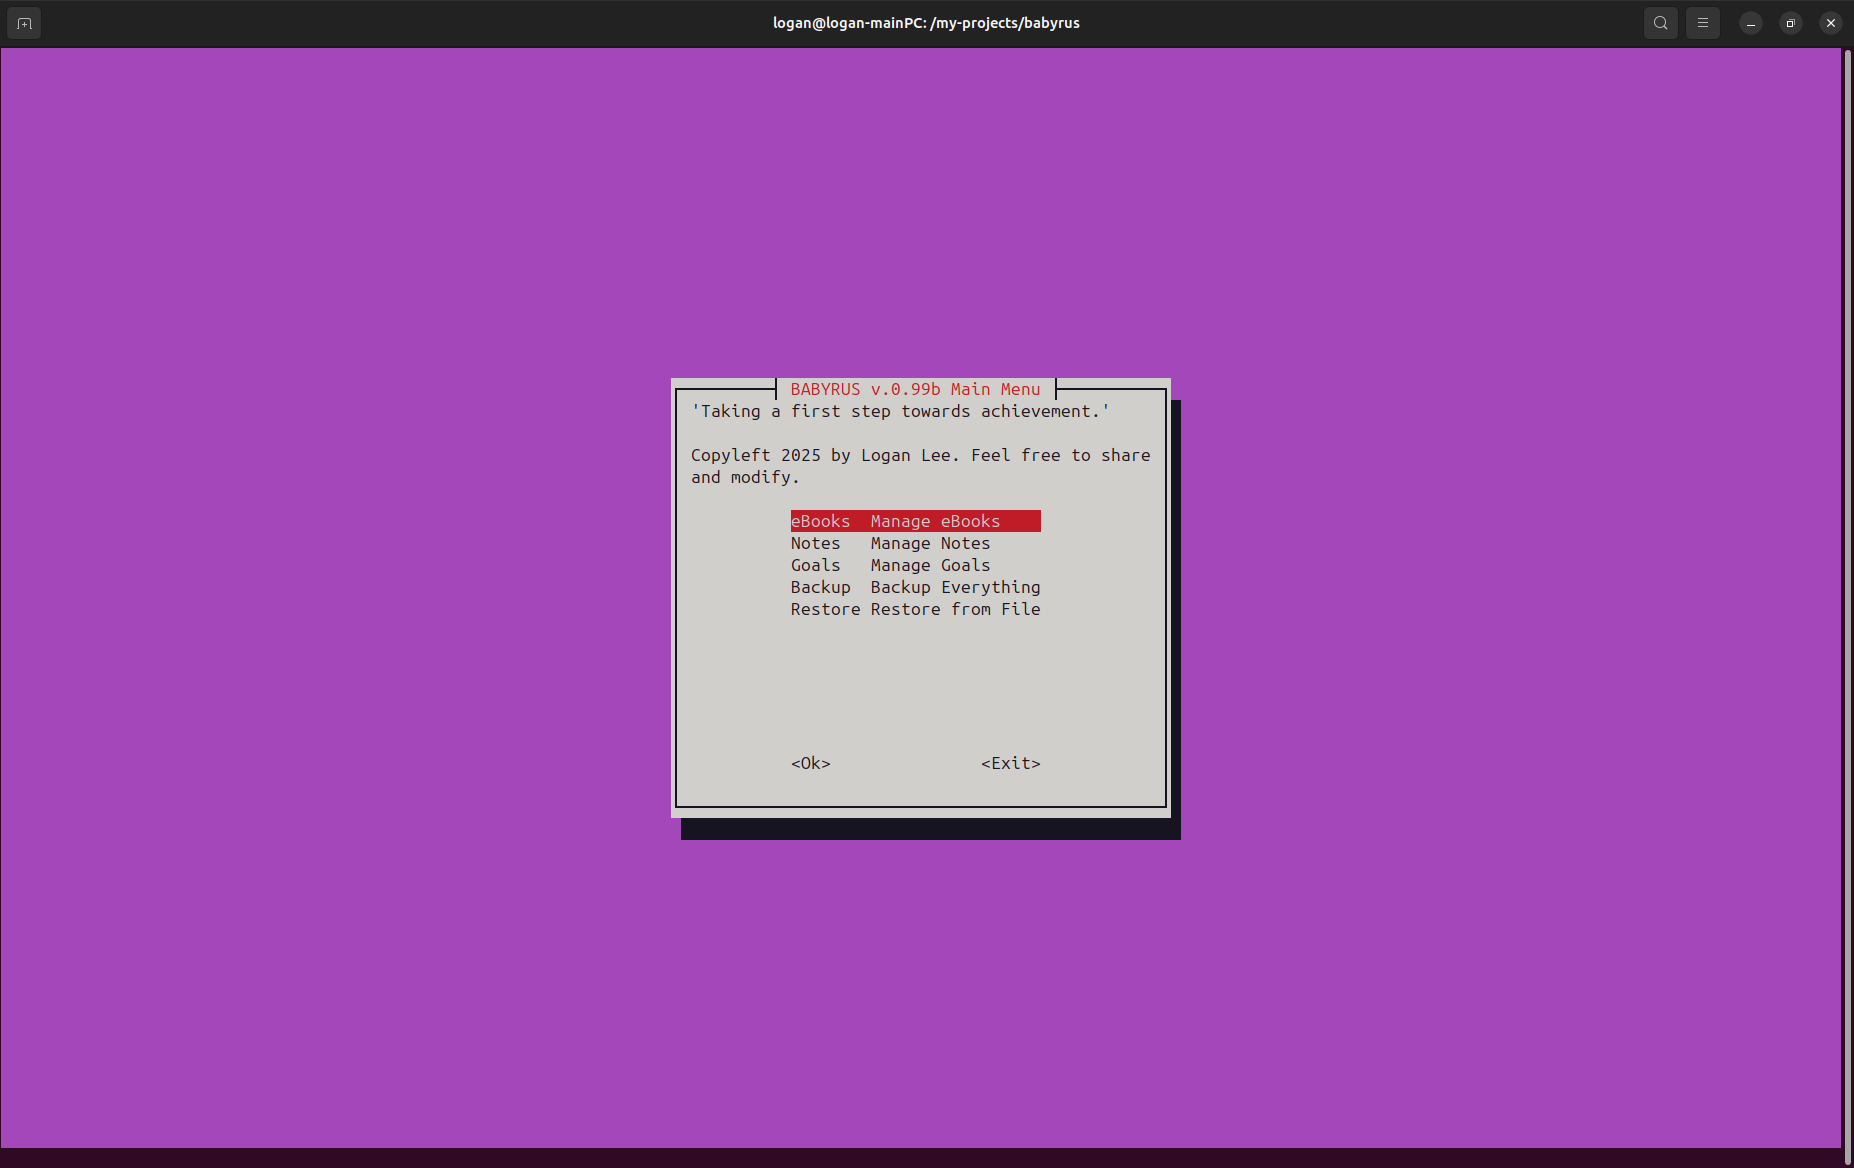 logan@logan-mainPC: /my-projects/babyrus
BABYRUS v.0.99b Main Menu
'Taking a first step towards achievement.'
Copyleft 2025 by Logan Lee. Feel free to share
and modify.
eBooks Manage eBooks
Notes Manage Notes
Goals Manage Goals
Backup Backup Everything
Restore Restore from File
<Ok> <Exit>